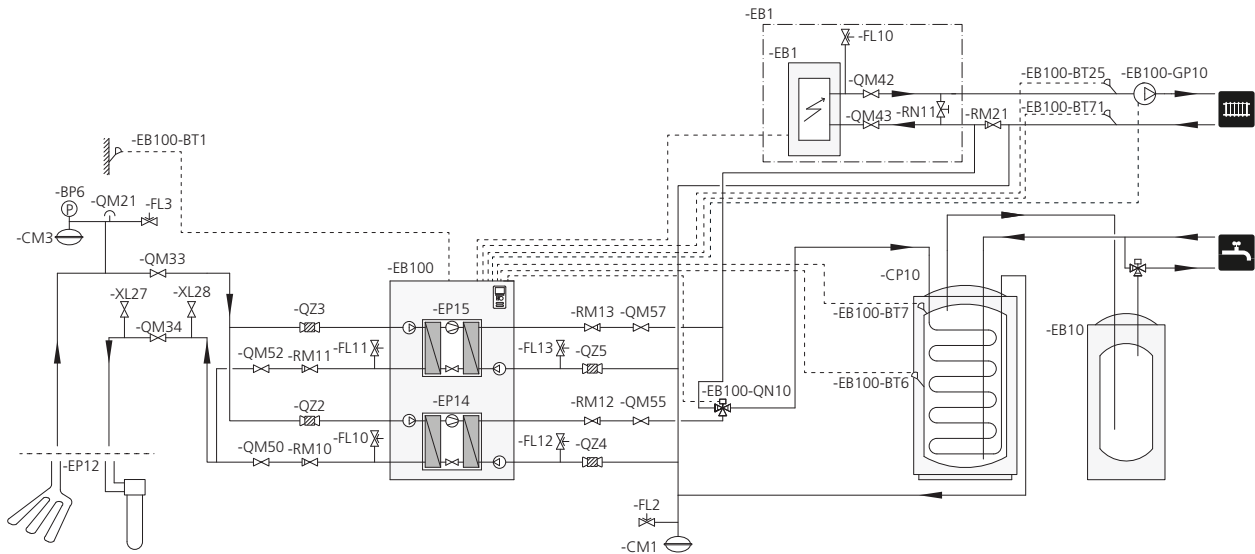 -EB1
-FL10
-EB1
-QM42
-EB100-BT25
-EB100-GP10
-RN11
-EB100-BT71
-QM43
-RM21
-EB100-BT1
-BP6
P
-QM21
-FL3
-CM3
-QM33
-EB100
-CP10
-XL27
-XL28
-QZ3
-EP15
-RM13
-QM57
-EB100-BT7
-QM34
-EB10
-FL11
-FL13
-QM52
-RM11
-QZ5
-EB100-BT6
-EB100-QN10
-QZ2
-EP14
-RM12
-QM55
-FL10
-FL12
-QM50
-RM10
-QZ4
-EP12
-FL2
-CM1